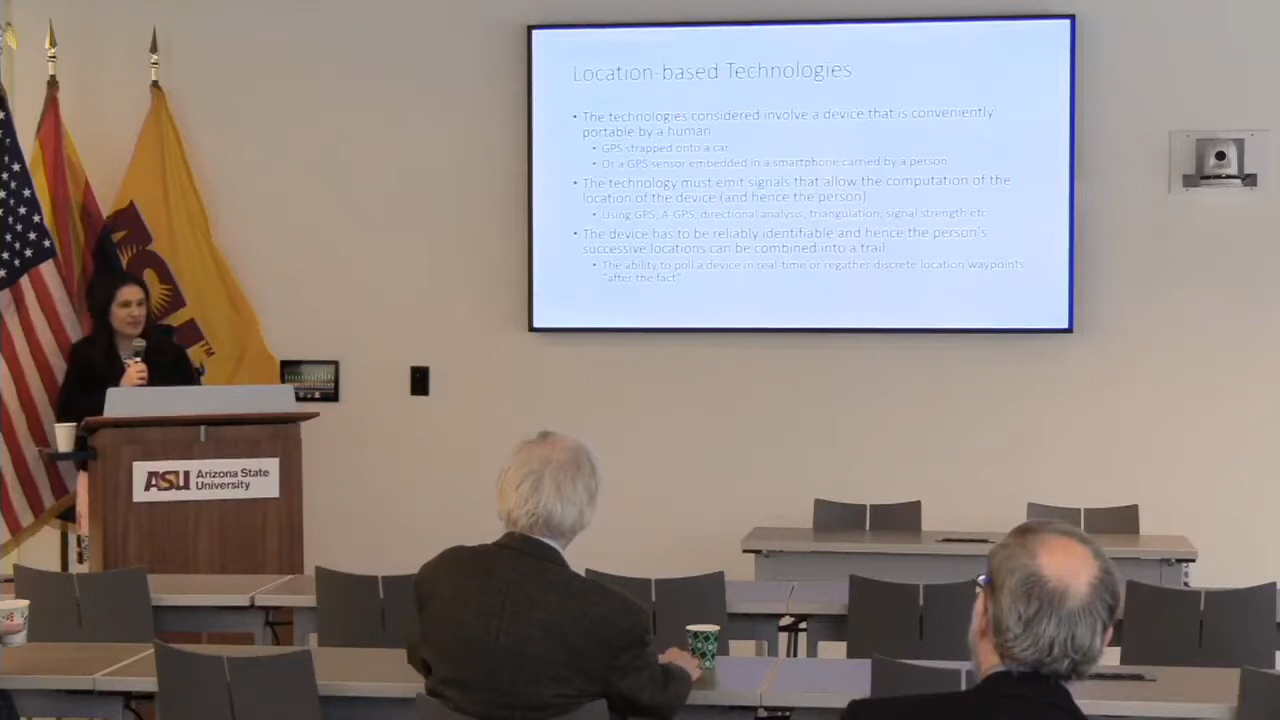 Location-based Technologies
• The technologies considered involve a device that is conveniently
portable by a human
• GPS strapped onto a car
• Or a GPS sensor embedded in a smartphone carried by a person
• The technology must emit signals that allow the computation of the
location of the device (and hence the person)
• Using GPS, A-GPS, directional analysis, triangulation, signal strength etc
• The device has to be reliably identifiable and hence the person's
successive locations can be combined into a trail
• The ability to poll a device in real-time or regather discrete location waypoints
"after the fact"
ASU Arizona State
University
ASU
TM